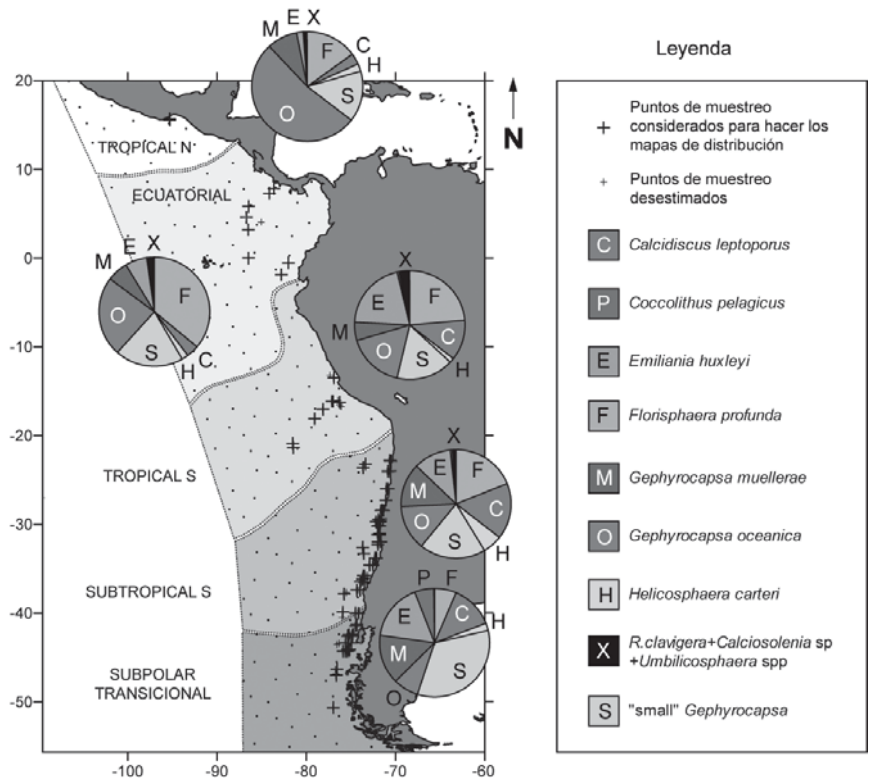 E X
M F C
H
O S
20
10
0
-10
-20
-30
-40
-50
-100 -90 -80 -70 -60
N
TROPICAL N
ECUATORIAL
E X
M
F
O
S C
H
X
E F
M C
O S H
TROPICAL S
X
E F
M C
O S H
SUBTROPICAL S
P F
E C H
M S
O
SUBPOLAR
TRANSICIONAL
Leyenda
+ Puntos de muestreo
considerados para hacer los
mapas de distribución
+ Puntos de muestreo
desestimados
C Calcidiscus leptoporus
P Coccolithus pelagicus
E Emiliania huxleyi
F Florisphaera profunda
M Gephyrocapsa muellerae
O Gephyrocapsa oceanica
H Helicosphaera carteri
X R.clavigera+Calciosolenia sp
+Umbilicosphaera spp
S "small" Gephyrocapsa